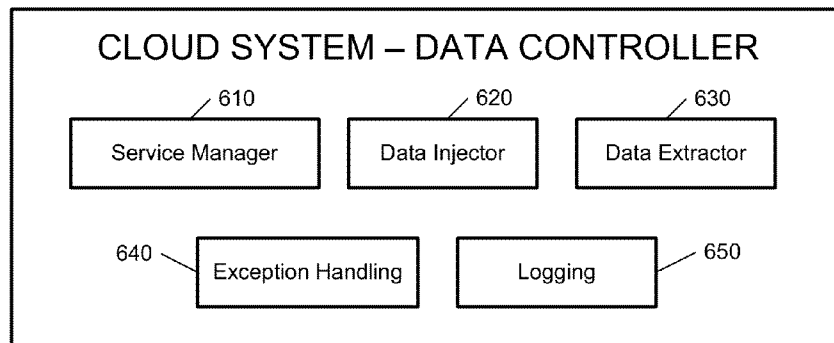 CLOUD SYSTEM – DATA CONTROLLER
610
620
630
Service Manager
Data Injector
Data Extractor
640
Exception Handling
Logging
650